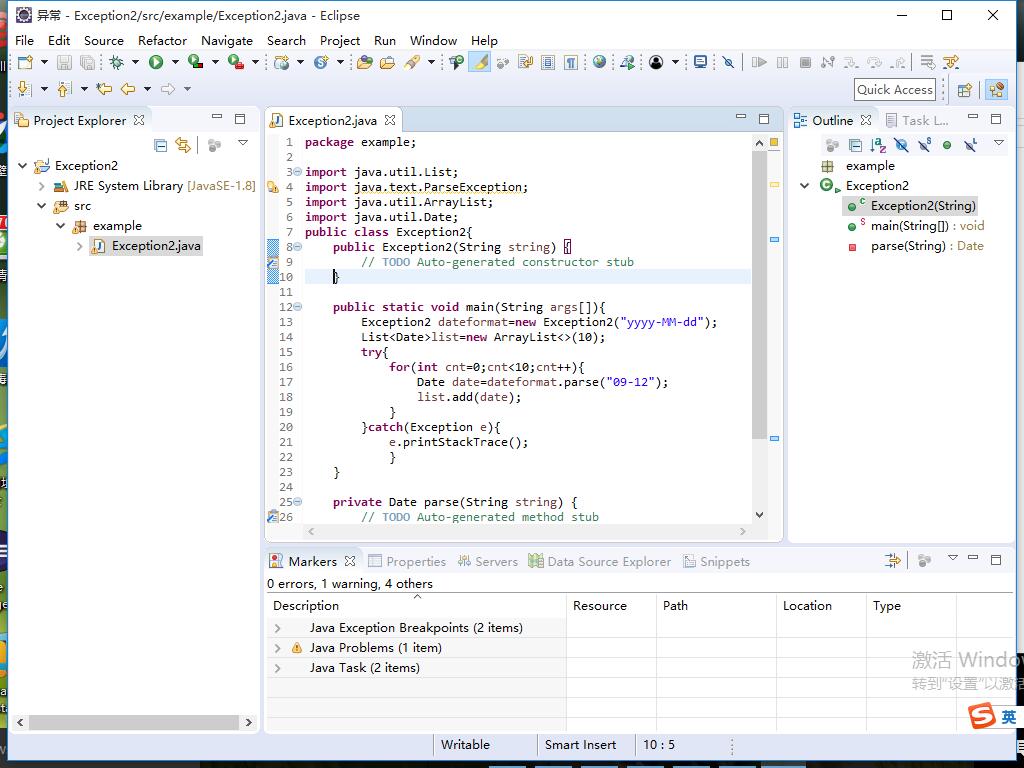 异常 - Exception2/src/example/Exception2.java - Eclipse
File Edit Source Refactor Navigate Search Project Run Window Help
Quick Access
Project Explorer
Exception2
JRE System Library [JavaSE-1.8]
src
example
Exception2.java
Exception2.java
1 package example;
2
3 import java.util.List;
4 import java.text.ParseException;
5 import java.util.ArrayList;
6 import java.util.Date;
7 public class Exception2{
8 public Exception2(String string) {
9 // TODO Auto-generated constructor stub
10 }
11
12 public static void main(String args[]){
13 Exception2 dateformat=new Exception2("yyyy-MM-dd");
14 List<Date>list=new ArrayList<>(10);
15 try{
16 for(int cnt=0;cnt<10;cnt++){
17 Date date=dateformat.parse("09-12");
18 list.add(date);
19 }
20 }catch(Exception e){
21 e.printStackTrace();
22 }
23 }
24
25 private Date parse(String string) {
26 // TODO Auto-generated method stub
Outline Task L...
example
Exception2
Exception2(String)
main(String[]) : void
parse(String) : Date
Markers Properties Servers Data Source Explorer Snippets
0 errors, 1 warning, 4 others
Description Resource Path Location Type
Java Exception Breakpoints (2 items)
Java Problems (1 item)
Java Task (2 items)
激活 Window
转到"设置"以激活
英
Writable Smart Insert 10 : 5